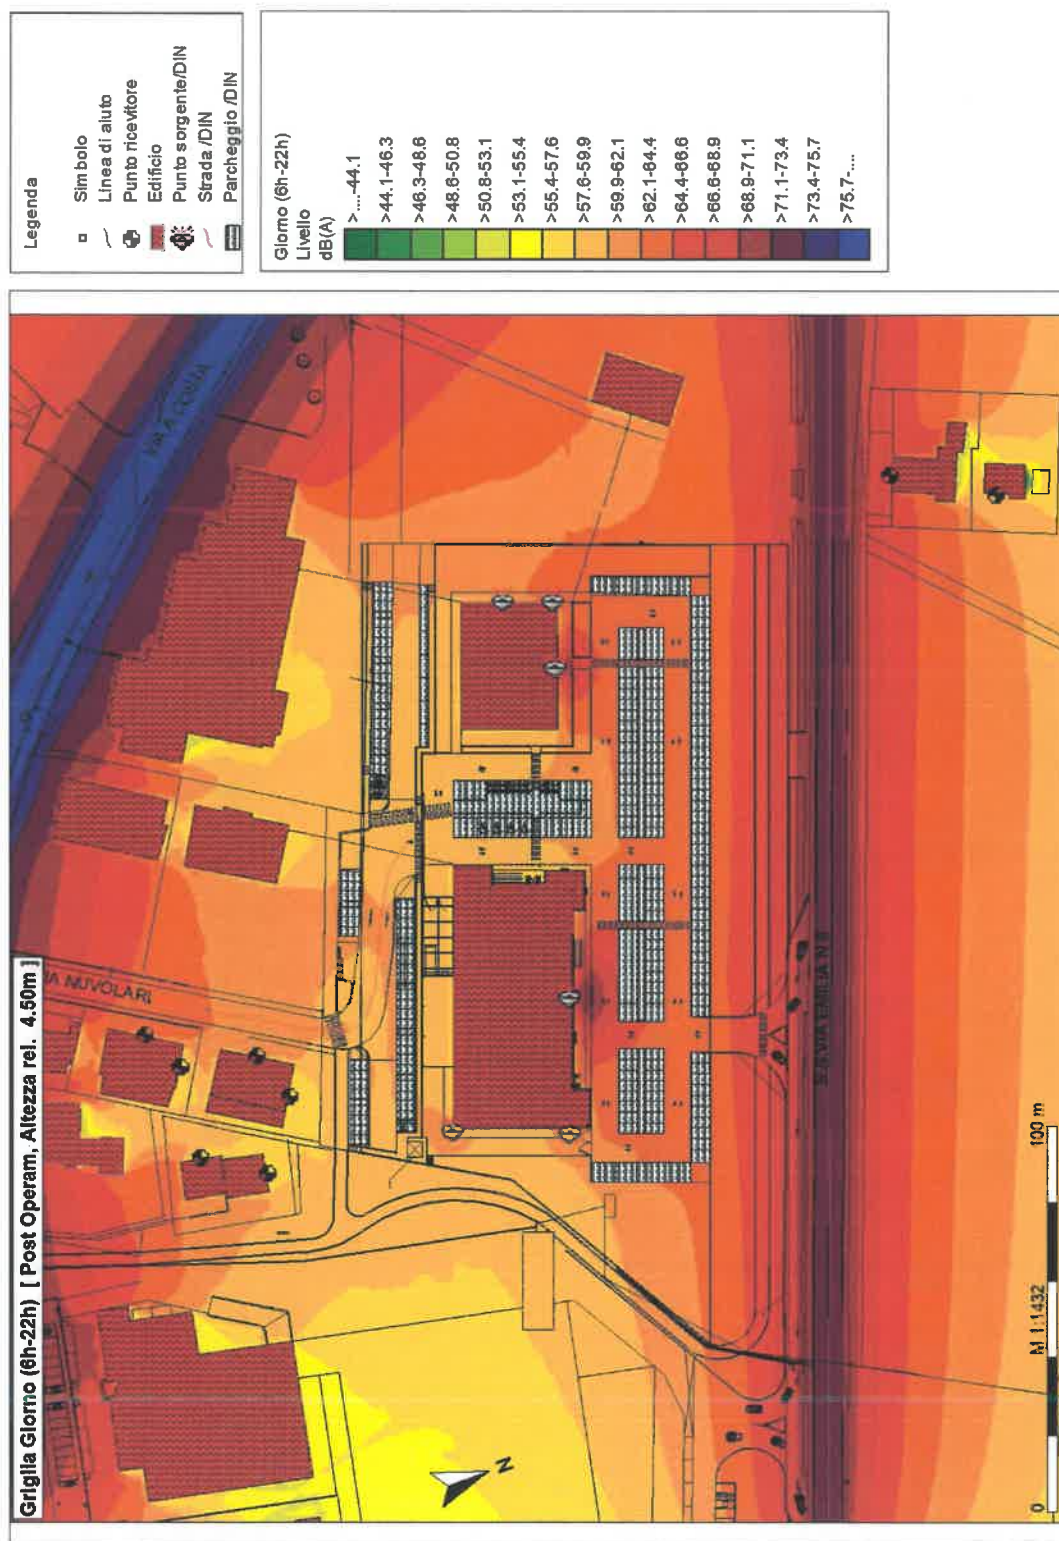 Legenda
Simbolo
Linea di aiuto
Punto ricevitore
Edificio
Punto sorgente/DIN
Strada /DIN
Parcheggio /DIN
Giorno (6h-22h)
Livello
dB(A)
>....-44.1
>44.1-46.3
>46.3-48.6
>48.6-50.8
>50.8-53.1
>53.1-55.4
>55.4-57.6
>57.6-59.9
>59.9-62.1
>62.1-64.4
>64.4-66.6
>66.6-68.9
>68.9-71.1
>71.1-73.4
>73.4-75.7
>75.7-....
Griglia Giorno (6h-22h) [ Post Operam, Altezza rel. 4.50m ]
IA NUVOLARI
N
0
M 1:1432
100 m